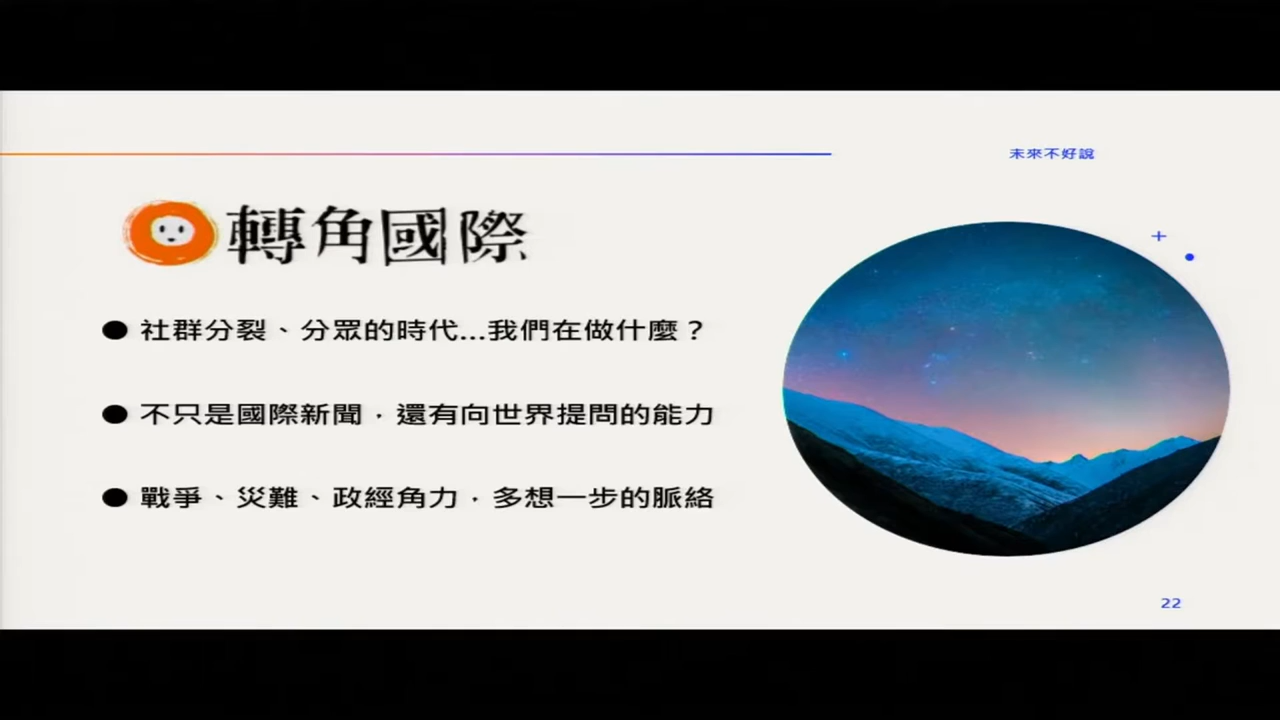 未來不好說
轉角國際
社群分裂、分眾的時代...我們在做什麼？
不只是國際新聞，還有向世界提問的能力
戰爭、災難、政經角力，多想一步的脈絡
22